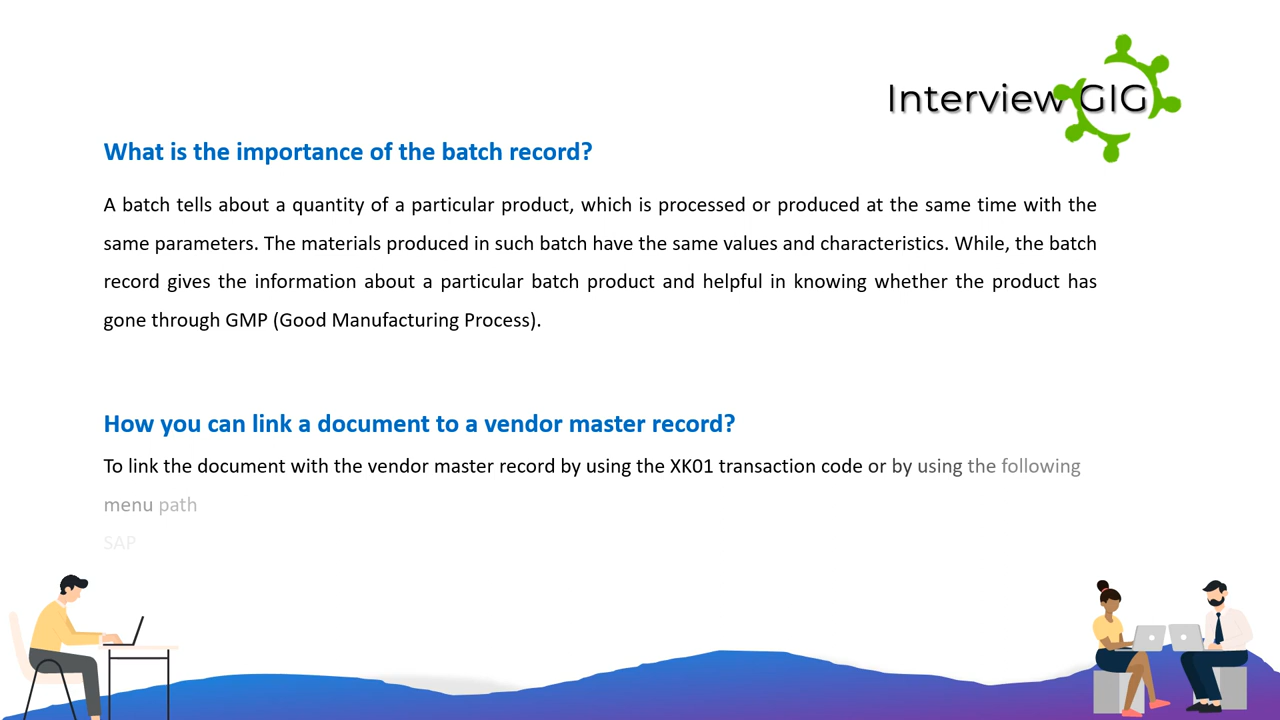 Interview GIG
What is the importance of the batch record?
A batch tells about a quantity of a particular product, which is processed or produced at the same time with the
same parameters. The materials produced in such batch have the same values and characteristics. While, the batch
record gives the information about a particular batch product and helpful in knowing whether the product has
gone through GMP (Good Manufacturing Process).
How you can link a document to a vendor master record?
To link the document with the vendor master record by using the XK01 transaction code or by using the following
menu path
SAP